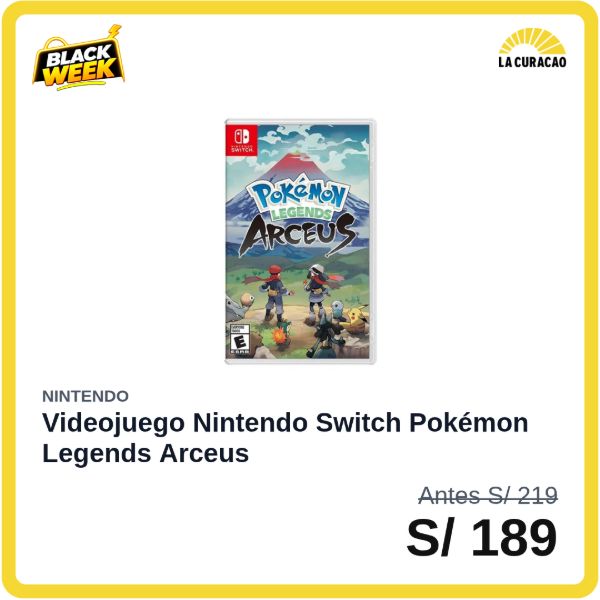 BLACK
WEEK
LA CURACAO
NINTENDO
SWITCH
POKÉMON
LEGENDS
ARCEUS
EVERYONE
E
NINTENDO
Videojuego Nintendo Switch Pokémon
Legends Arceus
Antes S/ 219
S/ 189